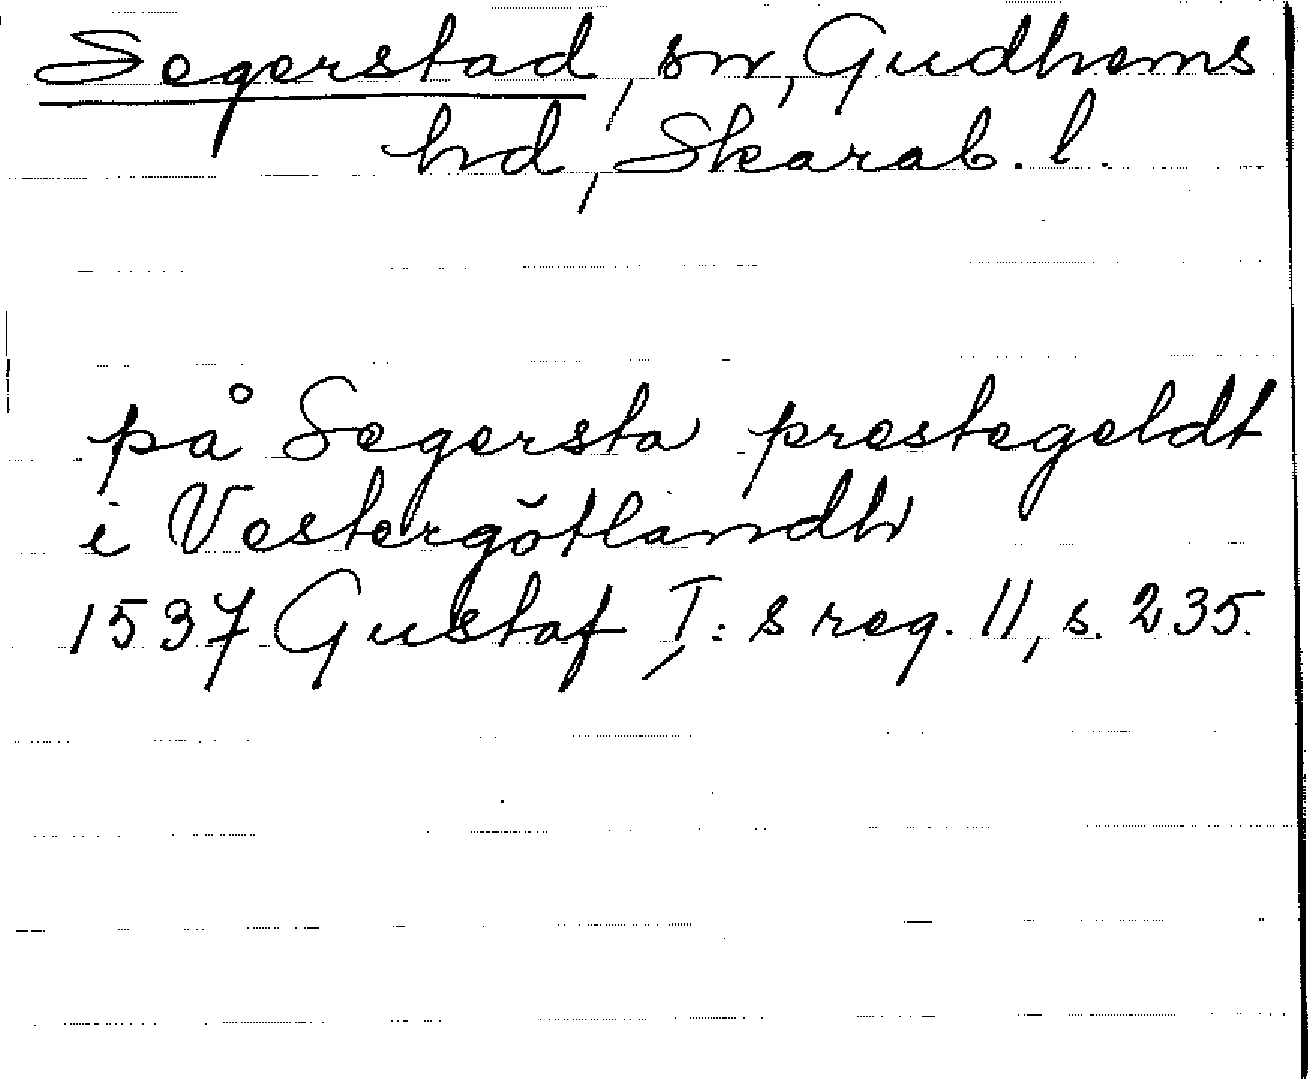 Segerstad, sn, Gudhems
hd, Skarab. l.
på Segersta prestegeldt
i Vestergötlandh
1537 Gustaf I:s reg. 11, s. 235.